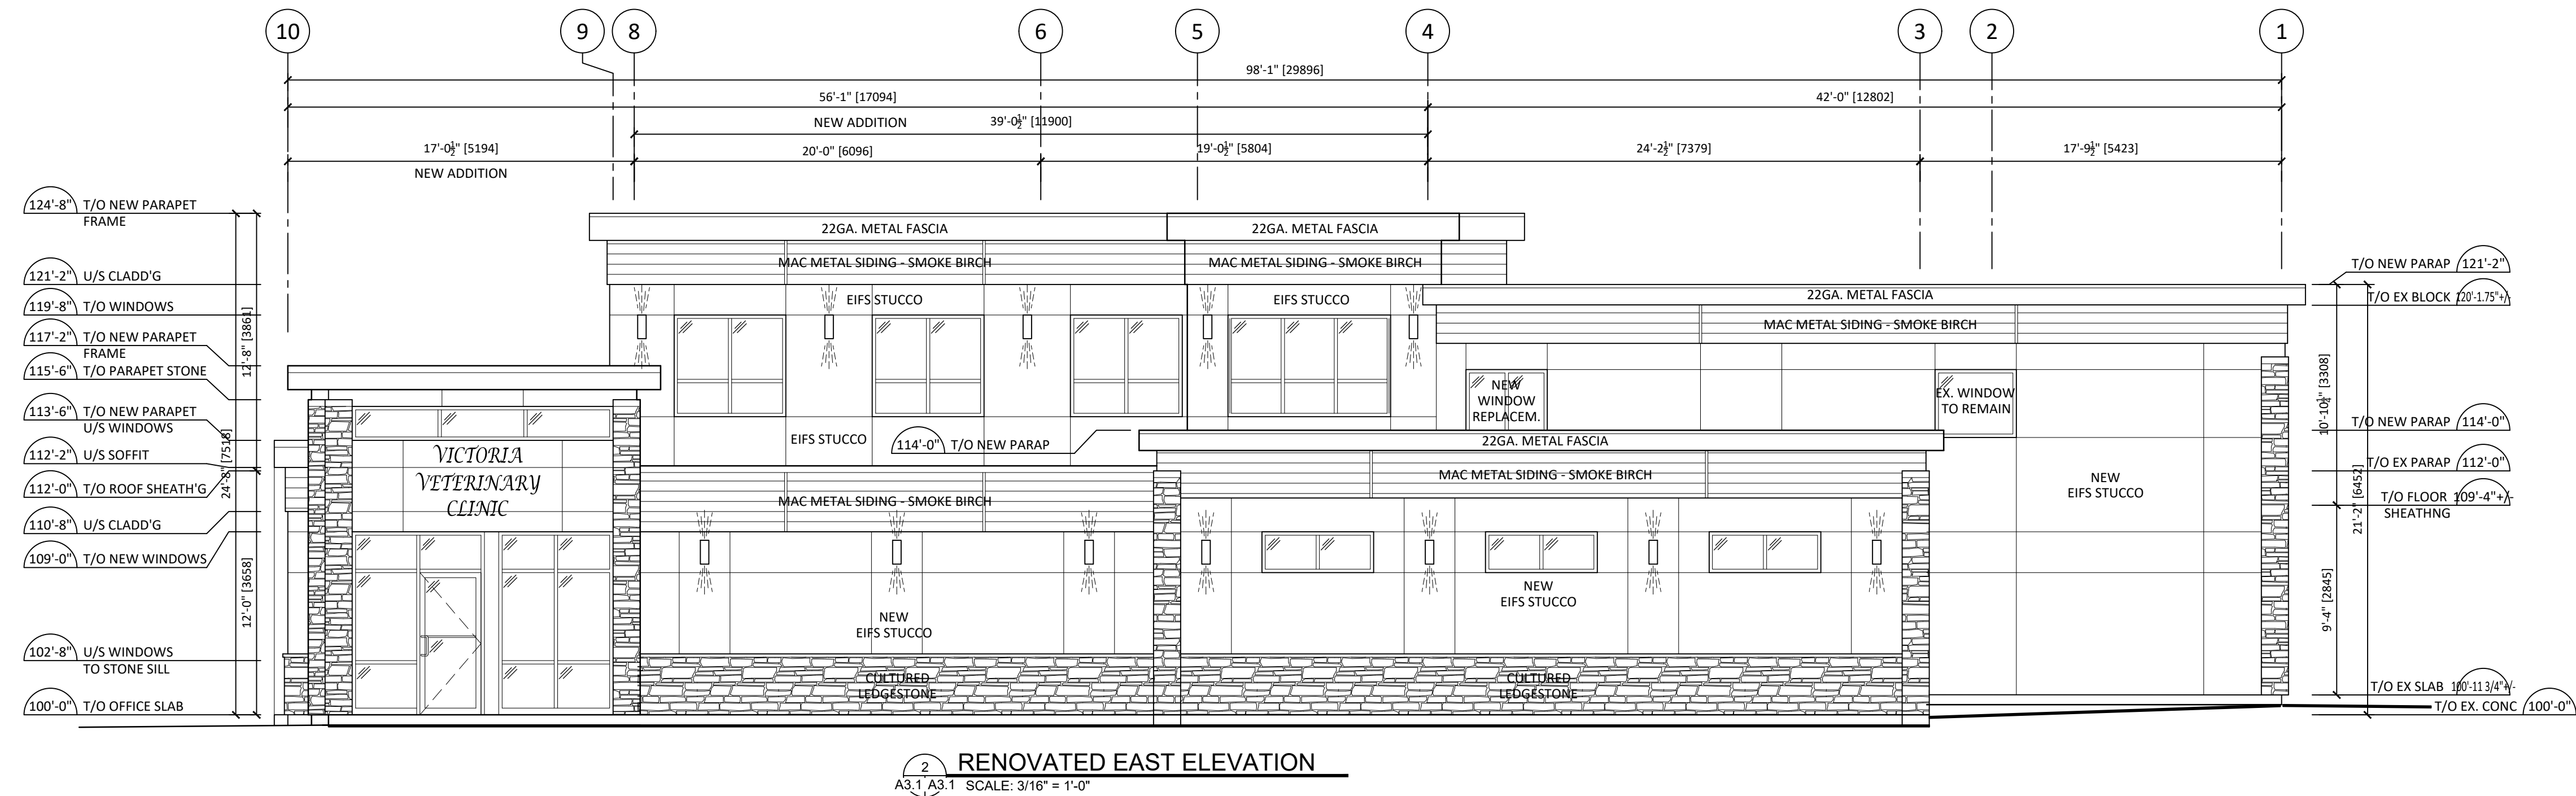 10
9
8
6
5
4
3
2
1
98'-1" [29896]
56'-1" [17094]
42'-0" [12802]
NEW ADDITION
39'-0½" [11900]
17'-0½" [5194]
20'-0" [6096]
19'-0½" [5804]
24'-2½" [7379]
17'-9½" [5423]
NEW ADDITION
124'-8" T/O NEW PARAPET
FRAME
121'-2" U/S CLADD'G
119'-8" T/O WINDOWS
117'-2" T/O NEW PARAPET
FRAME
115'-6" T/O PARAPET STONE
113'-6" T/O NEW PARAPET
U/S WINDOWS
112'-2" U/S SOFFIT
112'-0" T/O ROOF SHEATH'G
110'-8" U/S CLADD'G
109'-0" T/O NEW WINDOWS
102'-8" U/S WINDOWS
TO STONE SILL
100'-0" T/O OFFICE SLAB
12'-8" [3861]
24'-8" [7518]
12'-0" [3658]
22GA. METAL FASCIA
22GA. METAL FASCIA
MAC METAL SIDING - SMOKE BIRCH
MAC METAL SIDING - SMOKE BIRCH
EIFS STUCCO
EIFS STUCCO
22GA. METAL FASCIA
MAC METAL SIDING - SMOKE BIRCH
NEW
WINDOW
REPLACEM.
EX. WINDOW
TO REMAIN
EIFS STUCCO
114'-0" T/O NEW PARAP
22GA. METAL FASCIA
VICTORIA
VETERINARY
CLINIC
MAC METAL SIDING - SMOKE BIRCH
MAC METAL SIDING - SMOKE BIRCH
NEW
EIFS STUCCO
NEW
EIFS STUCCO
NEW
EIFS STUCCO
CULTURED
LEDGESTONE
CULTURED
LEDGESTONE
T/O NEW PARAP 121'-2"
T/O EX BLOCK 120'-1.75"+/-
T/O NEW PARAP 114'-0"
T/O EX PARAP 112'-0"
T/O FLOOR 109'-4"+/-
SHEATHNG
T/O EX SLAB 100'-11 3/4"+/-
T/O EX. CONC 100'-0"
10'-10¼" [3308]
21'-2" [6452]
9'-4" [2845]
2
A3.1 A3.1
RENOVATED EAST ELEVATION
SCALE: 3/16" = 1'-0"